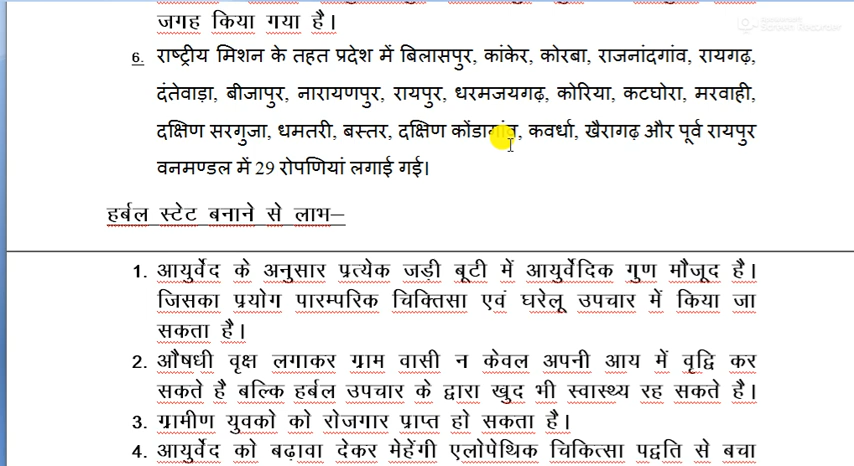 जगह किया गया है।
6. राष्ट्रीय मिशन के तहत प्रदेश में बिलासपुर, कांकेर, कोरबा, राजनांदगांव, रायगढ़,
दंतेवाड़ा, बीजापुर, नारायणपुर, रायपुर, धरमजयगढ़, कोरिया, कटघोरा, मरवाही,
दक्षिण सरगुजा, धमतरी, बस्तर, दक्षिण कोंडागांव, कवर्धा, खैरागढ़ और पूर्व रायपुर
वनमण्डल में 29 रोपणियां लगाई गई।
हर्बल स्टेट बनाने से लाभ–
1. आयुर्वेद के अनुसार प्रत्येक जड़ी बूटी में आयुर्वेदिक गुण मौजूद है।
जिसका प्रयोग पारम्परिक चिक्तिसा एवं घरेलू उपचार में किया जा
सकता है।
2. औषधी वृक्ष लगाकर ग्राम वासी न केवल अपनी आय में वृद्वि कर
सकते है बल्कि हर्बल उपचार के द्वारा खुद भी स्वास्थ्य रह सकते है।
3. ग्रामीण युवको को रोजगार प्राप्त हो सकता है।
4. आयुर्वेद को बढ़ावा देकर मेहेंगी एलोपेथिक चिकित्सा पद्वति से बचा